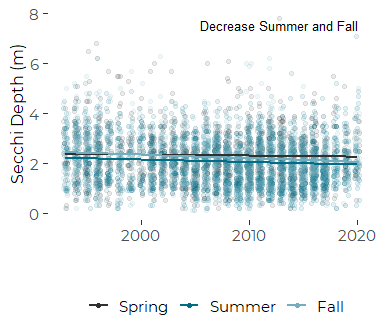 Decrease Summer and Fall
Secchi Depth (m)
8
6
4
2
0
2000
2010
2020
Spring
Summer
Fall